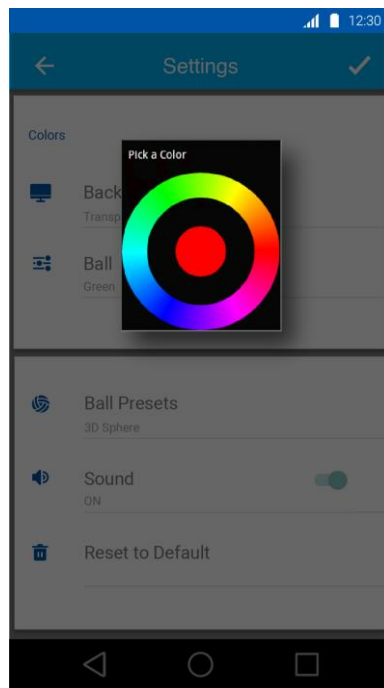 12:30
Settings
Colors
Pick a Color
Back
Transp
Ball
Green
Ball Presets
3D Sphere
Sound
ON
Reset to Default